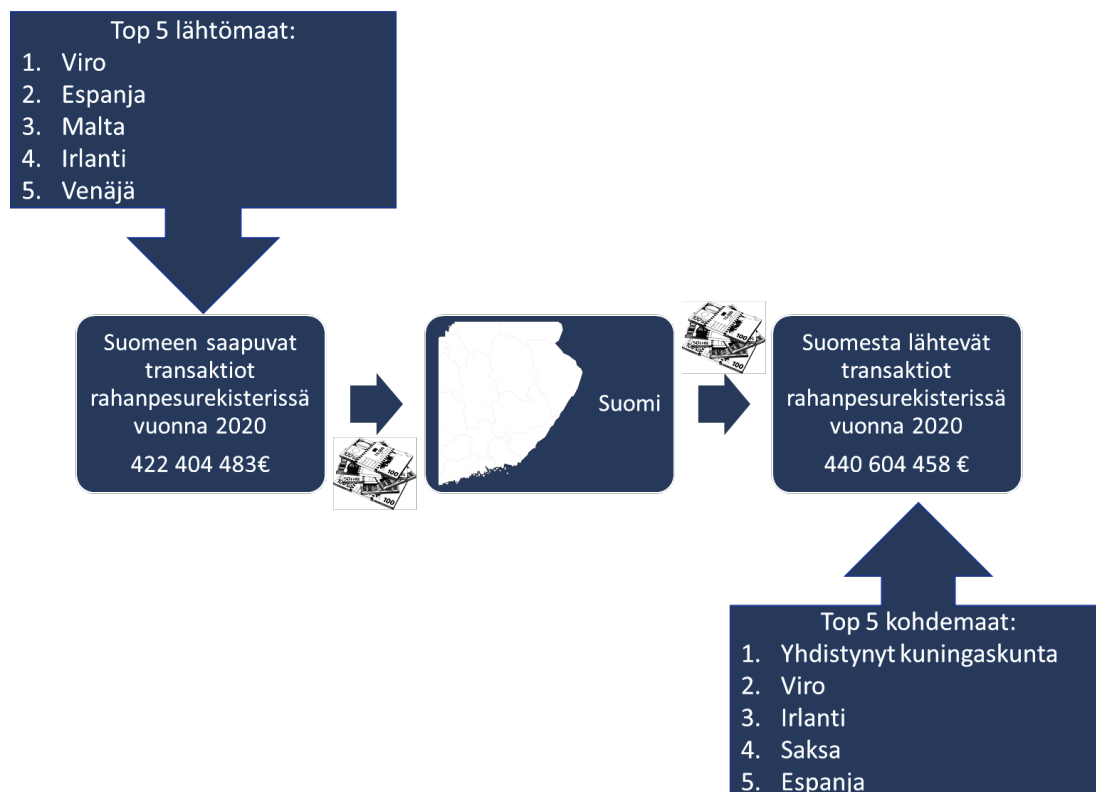 Top 5 lähtömaat:
1. Viro
2. Espanja
3. Malta
4. Irlanti
5. Venäjä
Suomeen saapuvat
transaktiot
rahanpesurekisterissä
vuonna 2020
422 404 483€
Suomi
Suomesta lähtevät
transaktiot
rahanpesurekisterissä
vuonna 2020
440 604 458 €
Top 5 kohdemaat:
1. Yhdistynyt kuningaskunta
2. Viro
3. Irlanti
4. Saksa
5. Espanja